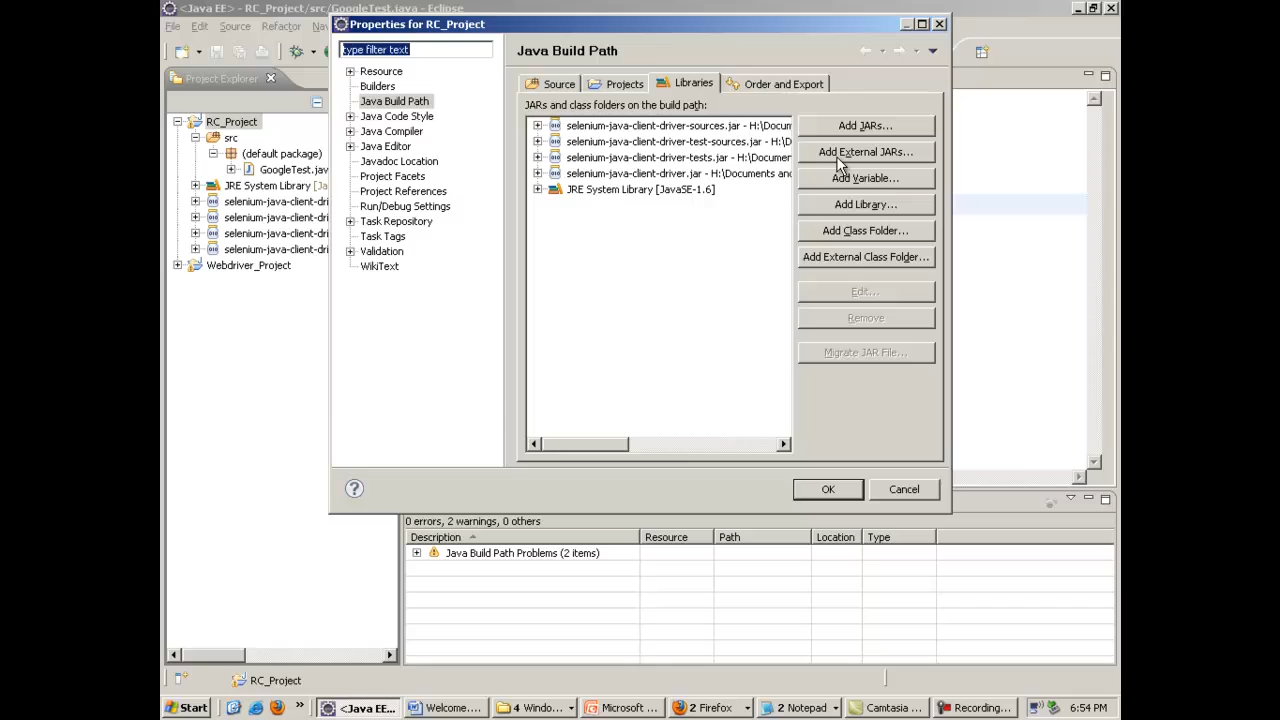 <Java EE> - RC_Project/src/GoogleTest.java - Eclipse
File Edit Source Refactor Nav
Project Explorer
RC_Project
src
(default package)
GoogleTest.jav
JRE System Library [Ja
selenium-java-client-dri
selenium-java-client-dri
selenium-java-client-dri
selenium-java-client-dri
Webdriver_Project
Properties for RC_Project
type filter text
Resource
Builders
Java Build Path
Java Code Style
Java Compiler
Java Editor
Javadoc Location
Project Facets
Project References
Run/Debug Settings
Task Repository
Task Tags
Validation
WikiText
Java Build Path
Source Projects Libraries Order and Export
JARs and class folders on the build path:
selenium-java-client-driver-sources.jar - H:\Docum
selenium-java-client-driver-test-sources.jar - H:\D
selenium-java-client-driver-tests.jar - H:\Documen
selenium-java-client-driver.jar - H:\Documents and
JRE System Library [JavaSE-1.6]
Add JARs...
Add External JARs...
Add Variable...
Add Library...
Add Class Folder...
Add External Class Folder...
Edit...
Remove
Migrate JAR File...
OK Cancel
0 errors, 2 warnings, 0 others
Description Resource Path Location Type
Java Build Path Problems (2 items)
RC_Project
Start <Java EE... Welcome.... 4 Windo... Microsoft ... 2 Firefox 2 Notepad Camtasia ... Recording... 6:54 PM